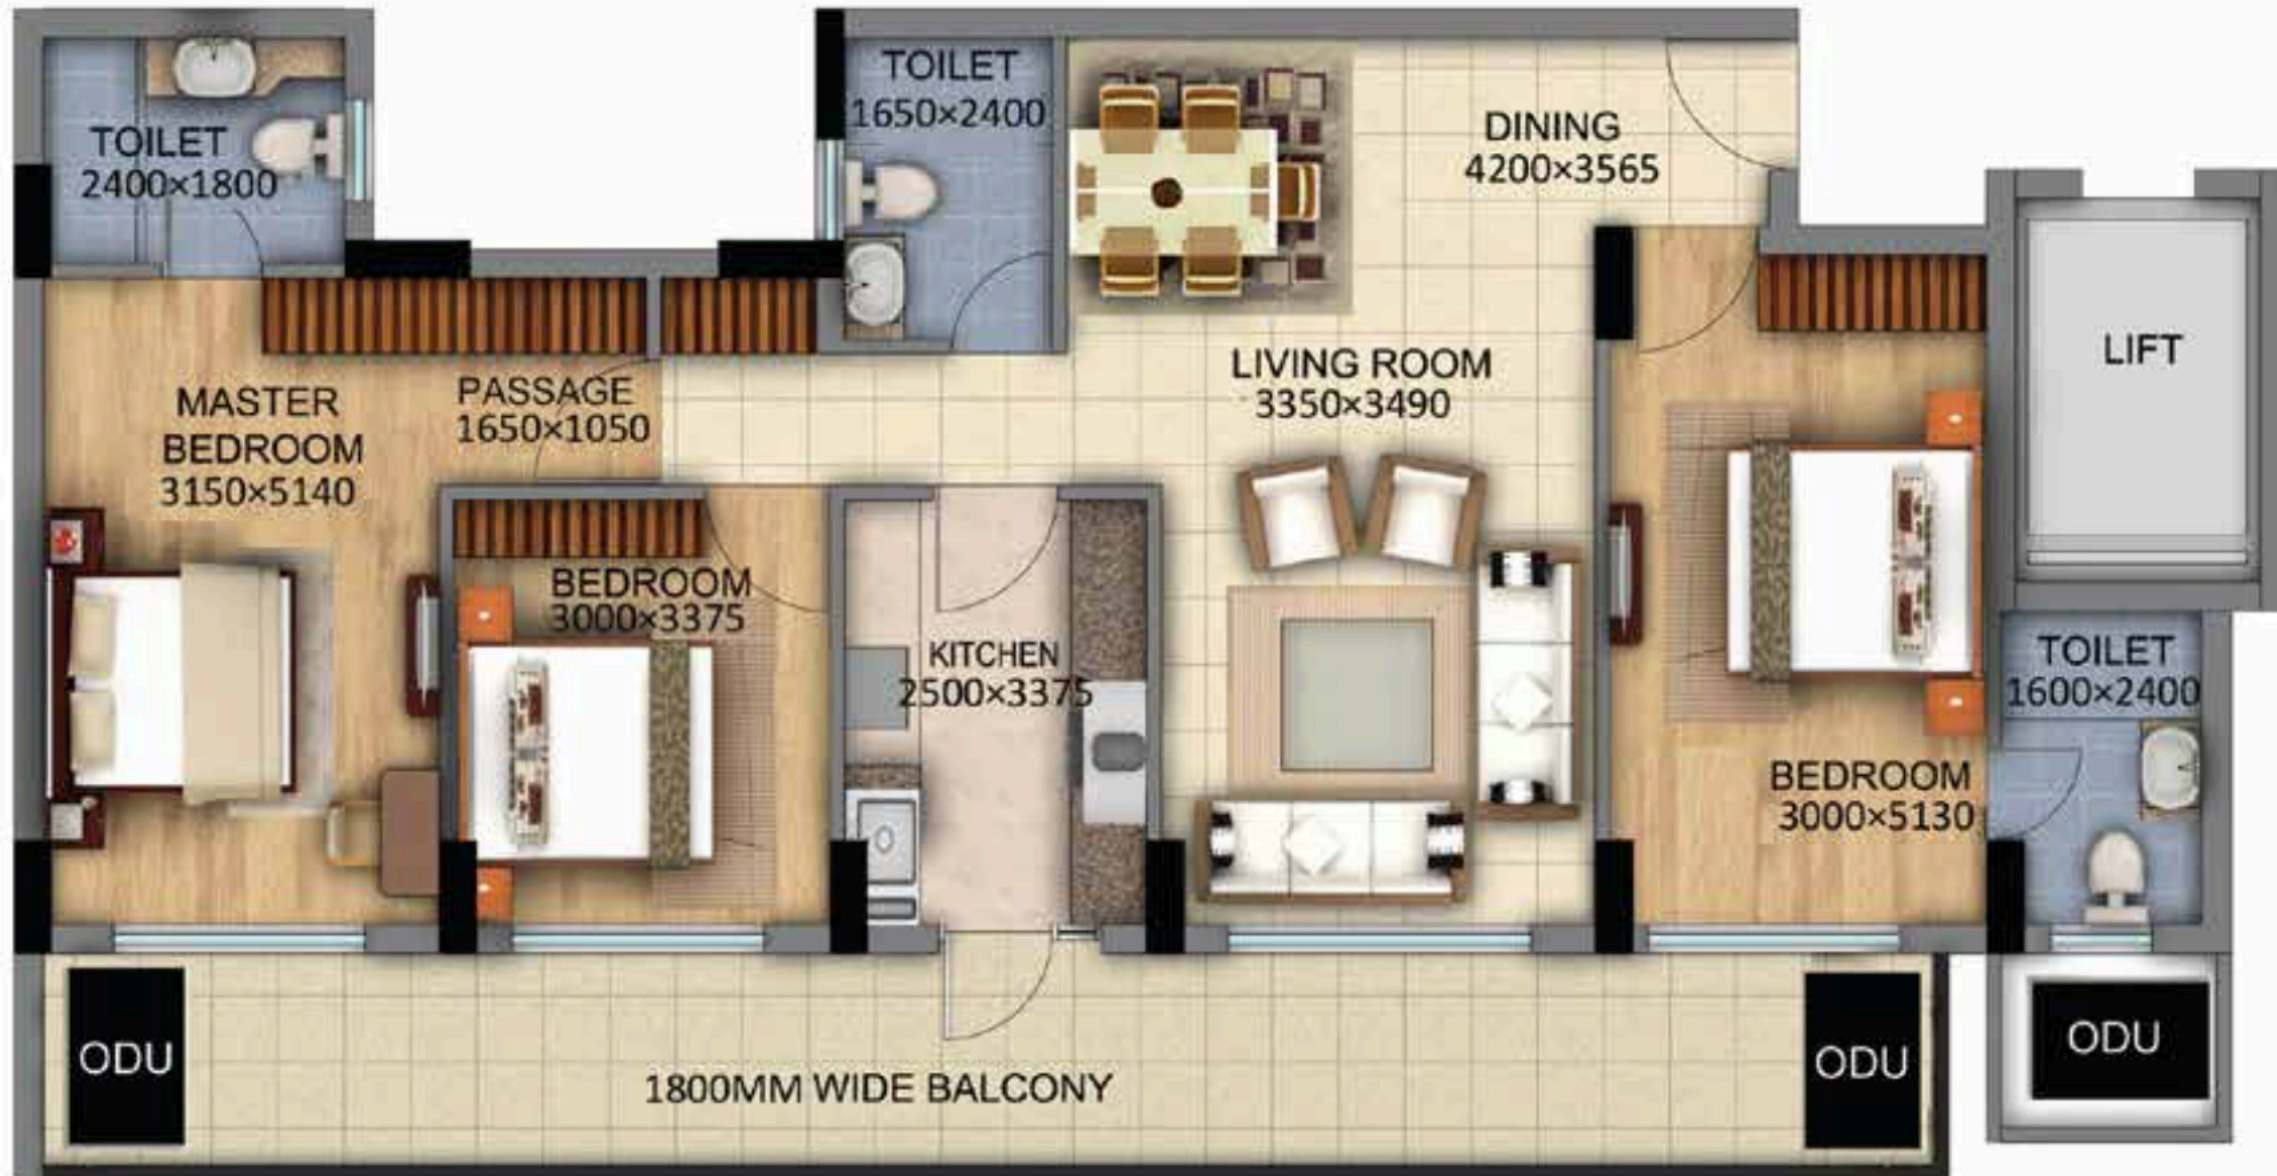 TOILET
2400×1800
TOILET
1650×2400
DINING
4200×3565
LIFT
MASTER
BEDROOM
3150×5140
PASSAGE
1650×1050
LIVING ROOM
3350×3490
BEDROOM
3000×3375
KITCHEN
2500×3375
TOILET
1600×2400
BEDROOM
3000×5130
ODU
1800MM WIDE BALCONY
ODU
ODU